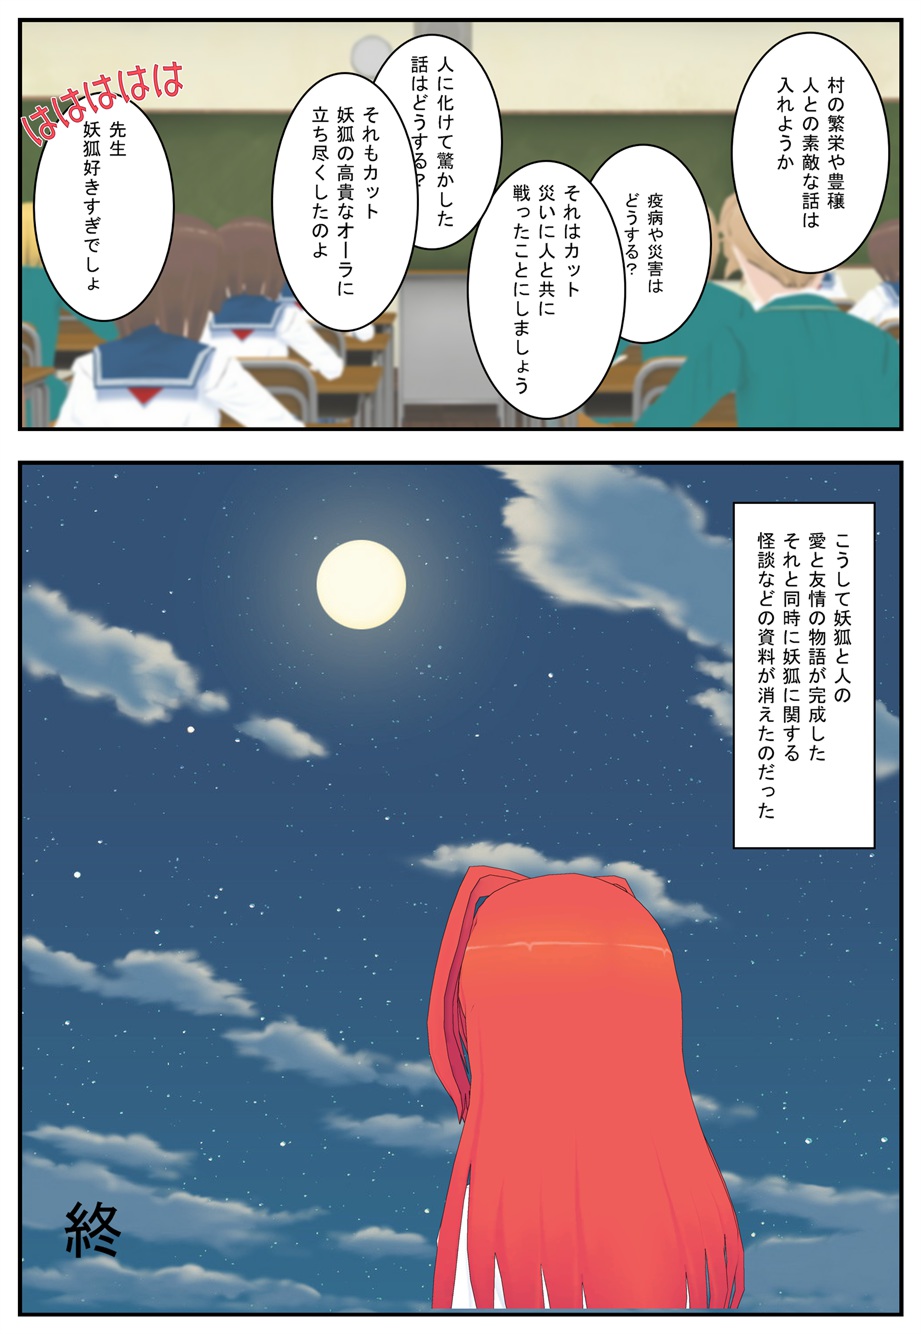 村の繁栄や豊穣
人との素敵な話は
入れようか
疫病や災害は
どうする?
それはカット
災いに人と共に
戦ったことにしましょう
人に化けて驚かした
話はどうする?
それもカット
妖狐の高貴なオーラに
立ち尽くしたのよ
先生
妖狐好きすぎでしょ
はははは​は
こうして妖狐と人の
愛と友情の物語が完成した
それと同時に妖狐に関する
怪談などの資料が消えたのだった
終